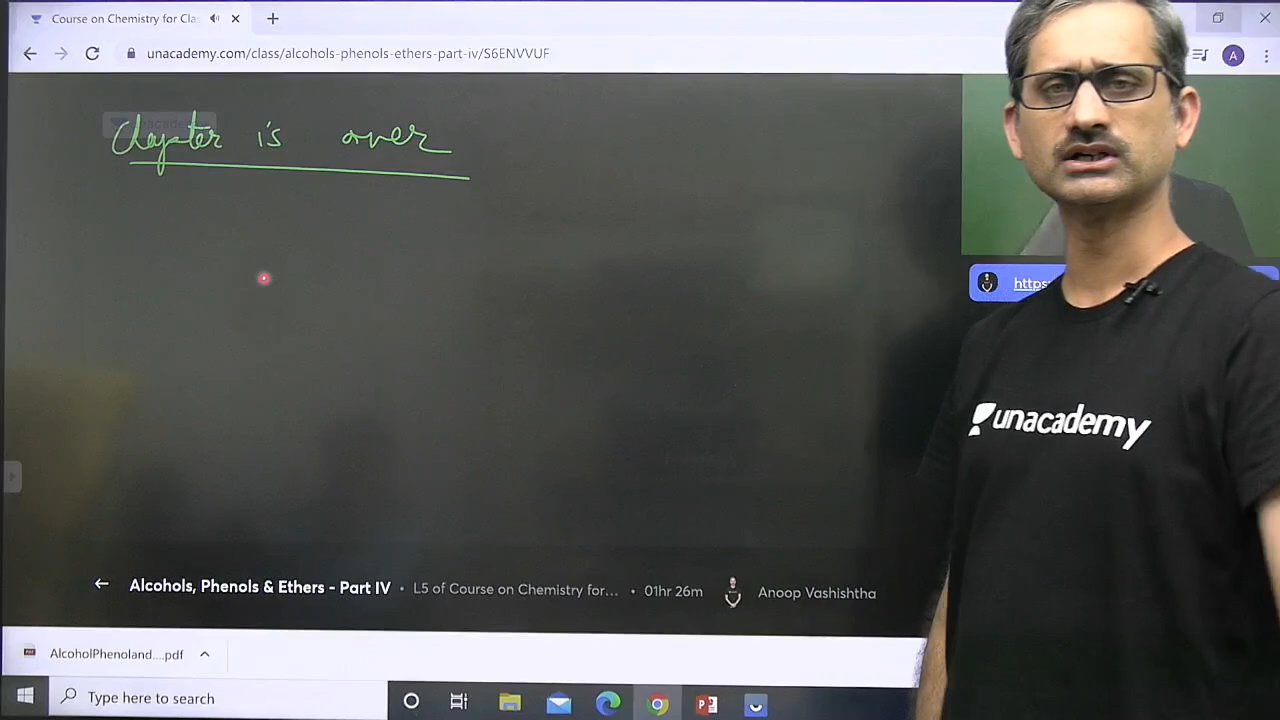 Course on Chemistry for Clas
unacademy.com/class/alcohols-phenols-ethers-part-iv/S6ENVVUF
A
Chapter is over
https
unacademy
Alcohols, Phenols & Ethers - Part IV • L5 of Course on Chemistry for... • 01hr 26m Anoop Vashishtha
AlcoholPhenoland....pdf
Type here to search